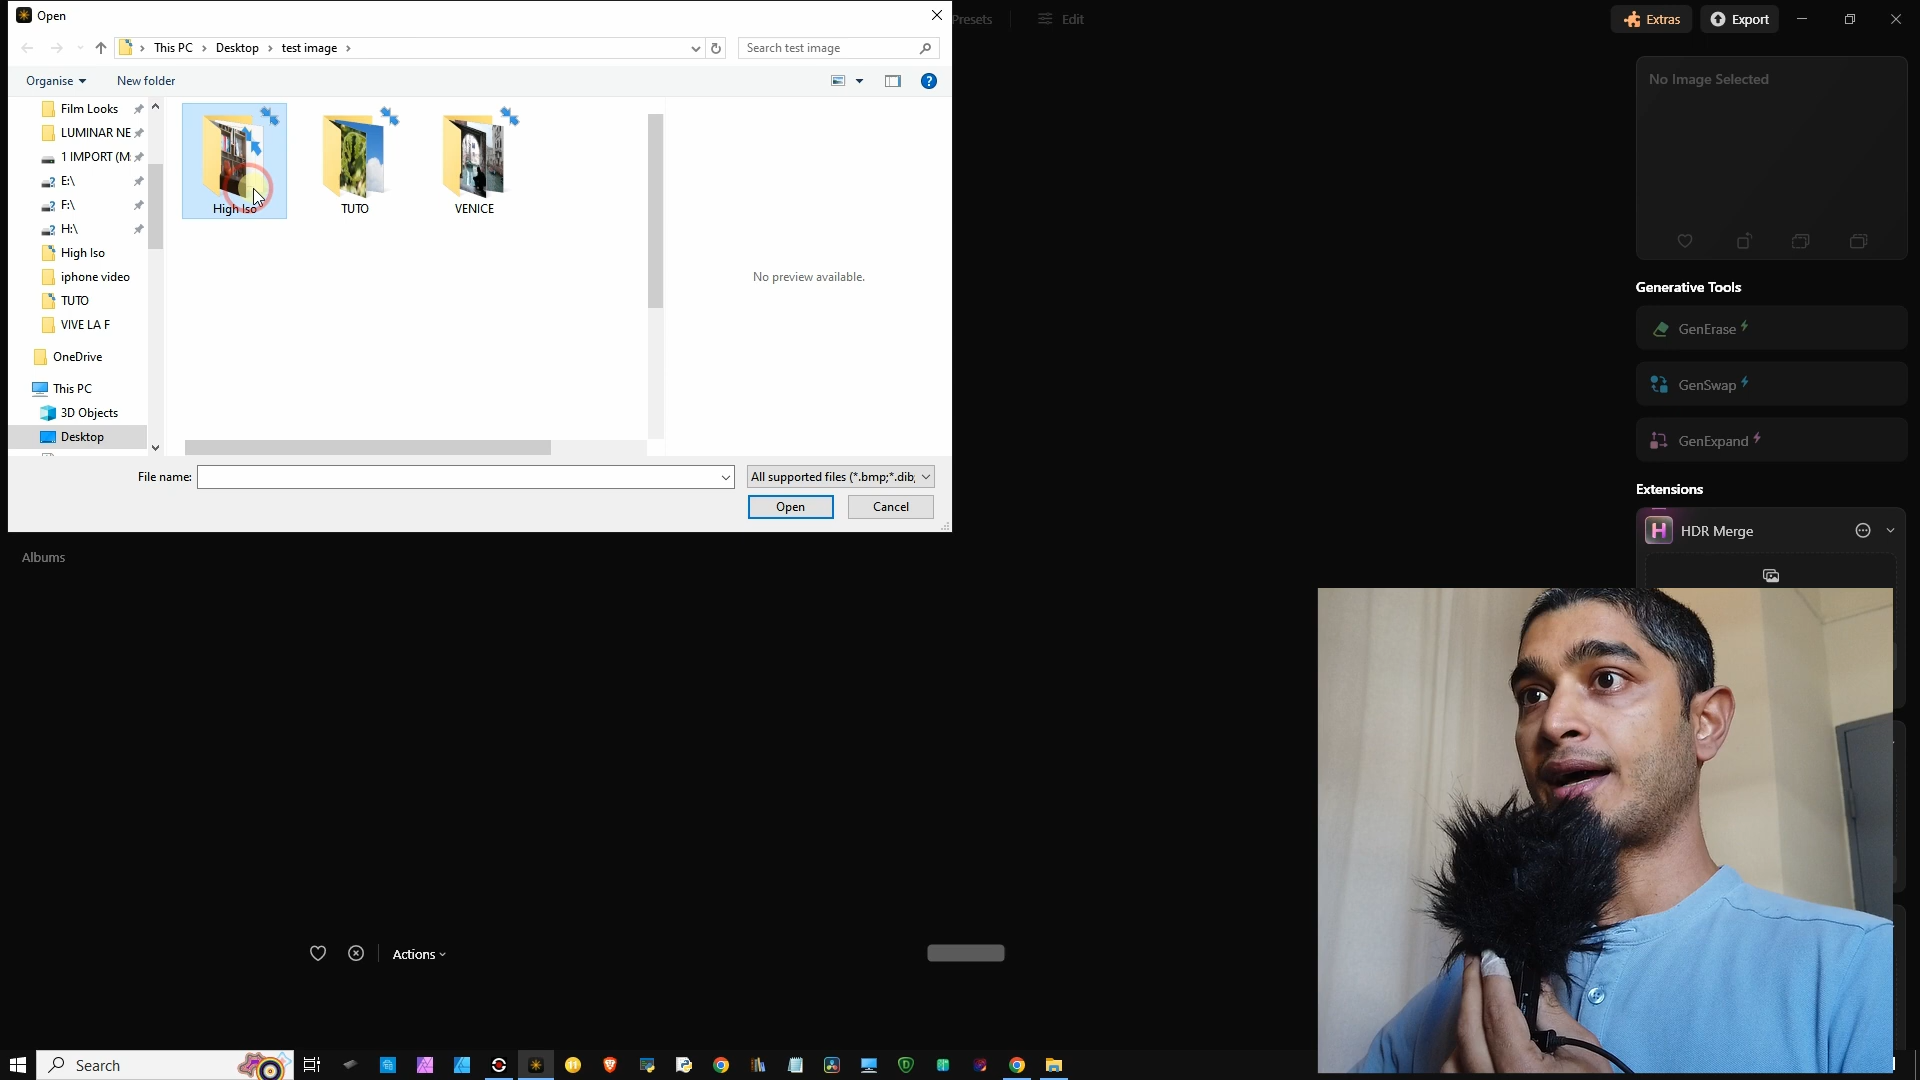 Open
This PC
Desktop
test image
Search test image
Organise
New folder
Film Looks
LUMINAR NE
1 IMPORT (M
E:\
F:\
H:\
High Iso
iphone video
TUTO
VIVE LA F
OneDrive
This PC
3D Objects
Desktop
High Iso
TUTO
VENICE
No preview available.
File name:
All supported files (*.bmp;*.dib;
Open
Cancel
Presets
Edit
Extras
Export
No Image Selected
Generative Tools
GenErase
GenSwap
GenExpand
Extensions
HDR Merge
Albums
Actions
Search